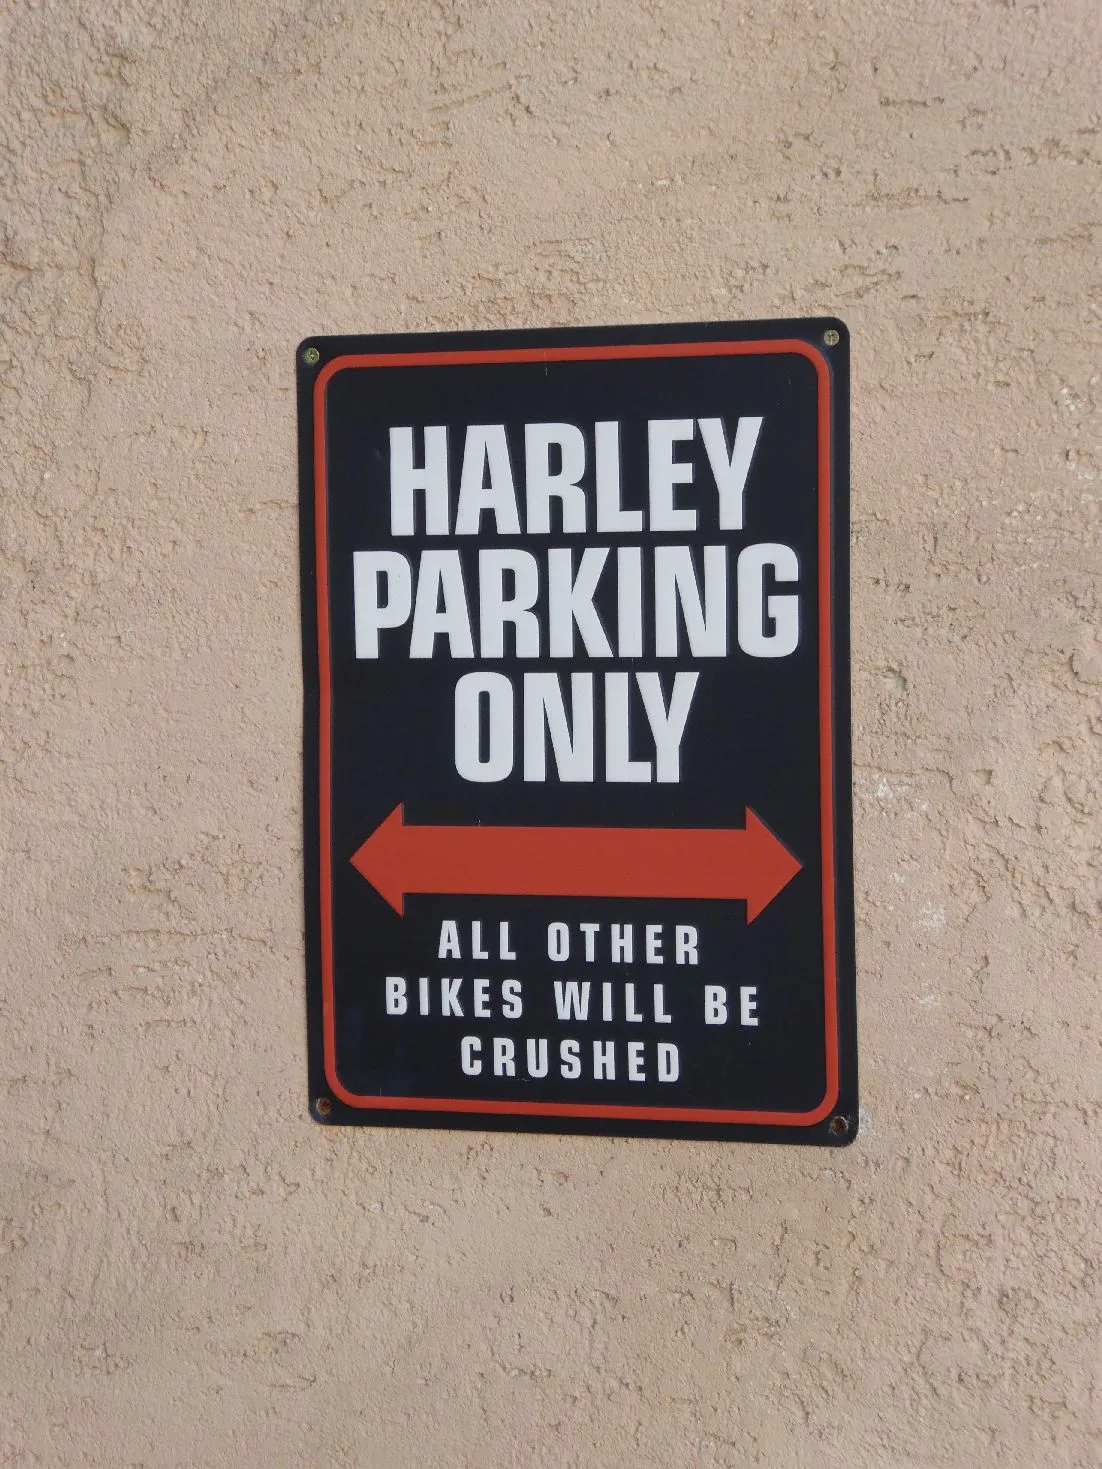 HARLEY
PARKING
ONLY
ALL OTHER
BIKES WILL BE
CRUSHED